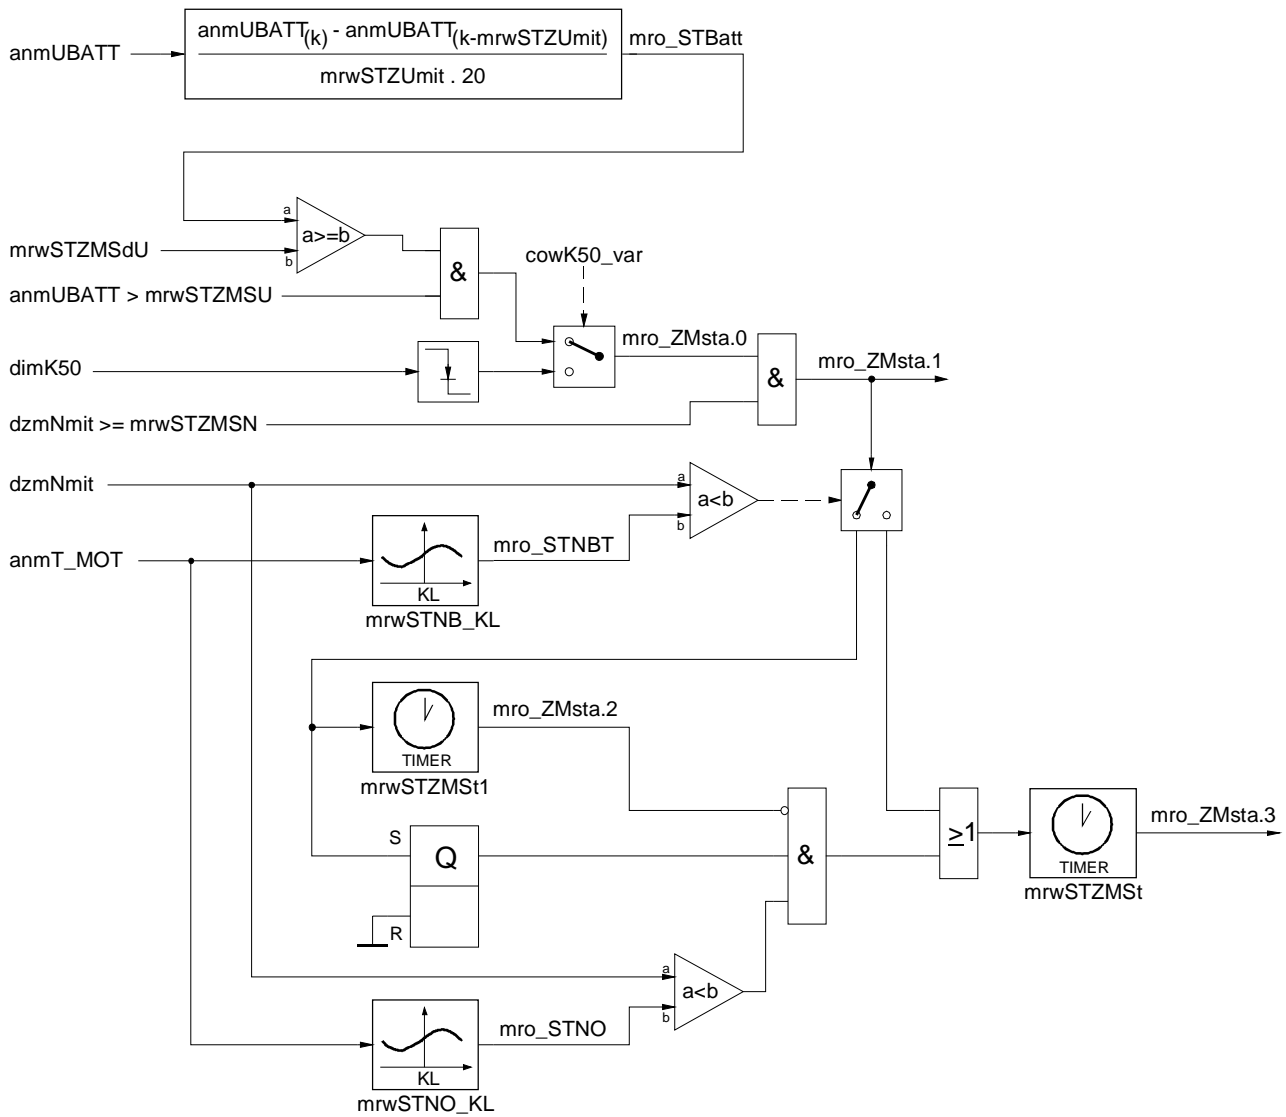 anmUBATT
anmUBATT(k) - anmUBATT(k-mrwSTZUmit)
mrwSTZUmit . 20
mro_STBatt
a
a>=b
b
mrwSTZMSdU
anmUBATT > mrwSTZMSU
&
cowK50_var
mro_ZMsta.0
dimK50
&
mro_ZMsta.1
dzmNmit >= mrwSTZMSN
dzmNmit
a
a<b
b
anmT_MOT
KL
mrwSTNB_KL
mro_STNBT
TIMER
mrwSTZMSt1
mro_ZMsta.2
S
Q
R
&
≥1
TIMER
mrwSTZMSt
mro_ZMsta.3
a
a<b
b
KL
mrwSTNO_KL
mro_STNO